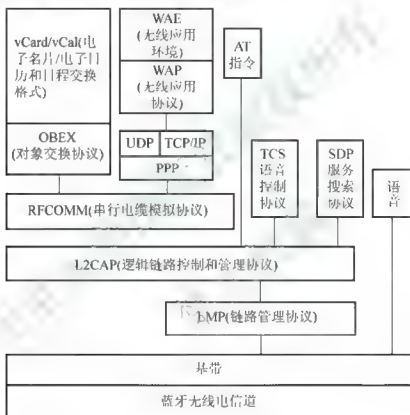 vCard/vCal(电
子名片/电子日
历和日程交换
格式)
OBEX
(对象交换协议)
WAE
(无线应用
环境)
WAP
(无线应用
协议)
UDP
TCP/IP
PPP
AT
指令
TCS
语音
控制
协议
SDP
服务
搜索
协议
语
音
RFCOMM(串行电缆模拟协议)
L2CAP(逻辑链路控制和管理协议)
LMP(链路管理协议)
基带
蓝牙无线电信道